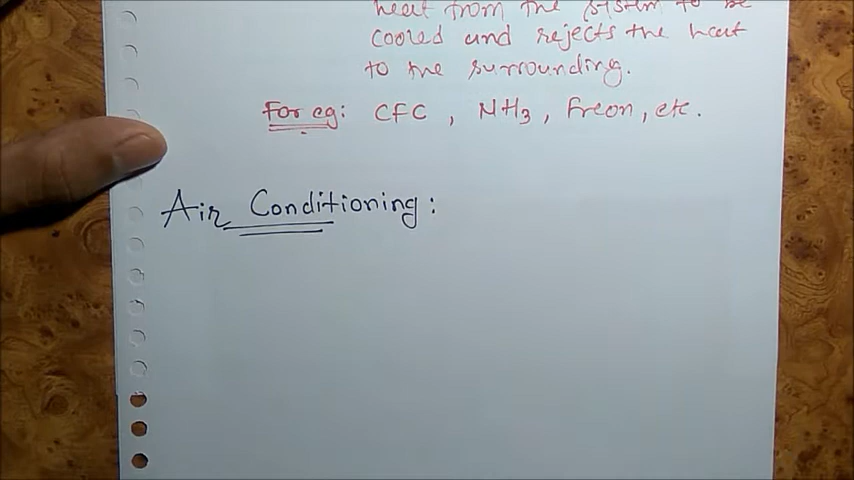 heat from the system to be
cooled and rejects the heat
to the surrounding.
For eg: CFC, NH3, Freon, etc.
Air Conditioning: